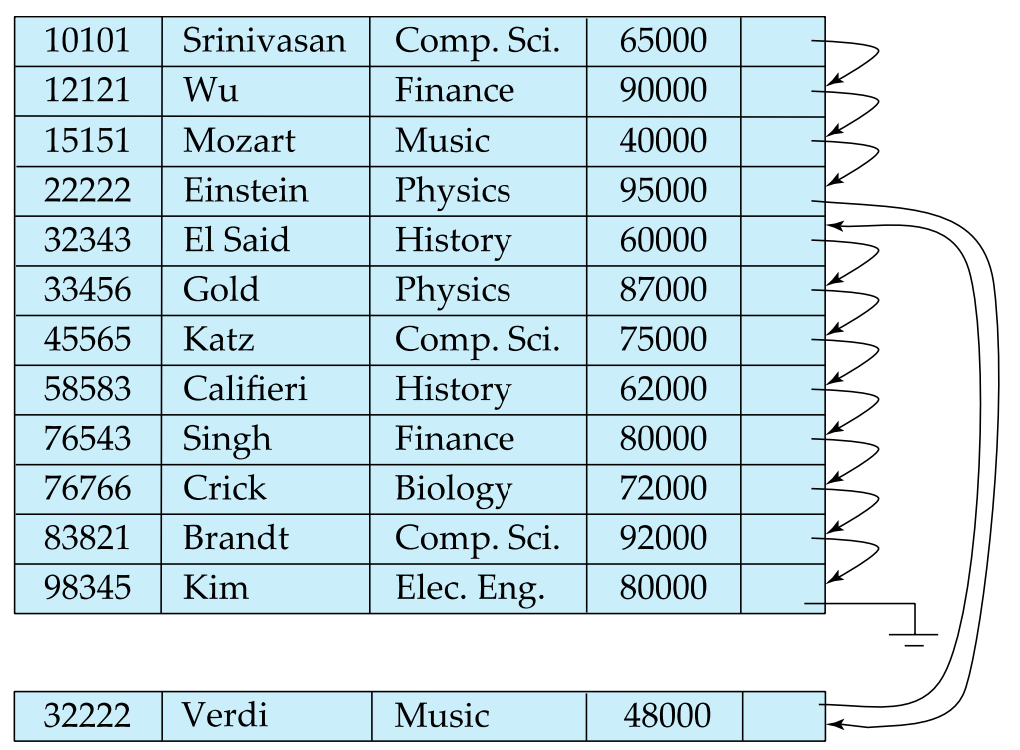 10101 Srinivasan Comp. Sci. 65000
12121 Wu Finance 90000
15151 Mozart Music 40000
22222 Einstein Physics 95000
32343 El Said History 60000
33456 Gold Physics 87000
45565 Katz Comp. Sci. 75000
58583 Califieri History 62000
76543 Singh Finance 80000
76766 Crick Biology 72000
83821 Brandt Comp. Sci. 92000
98345 Kim Elec. Eng. 80000
32222 Verdi Music 48000